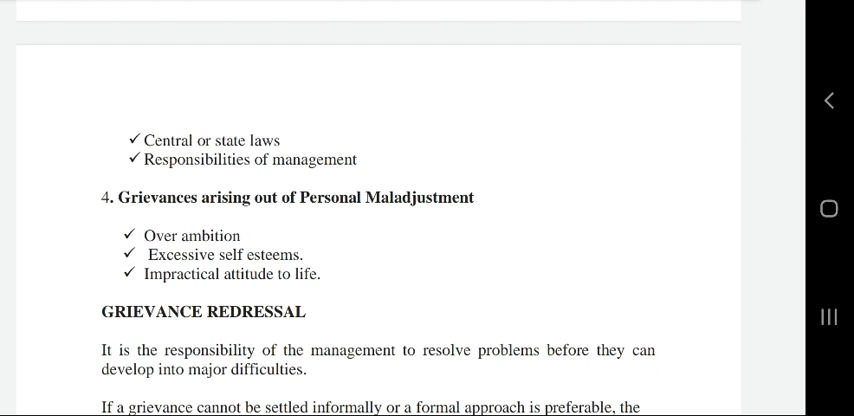 ✓ Central or state laws
✓ Responsibilities of management
4. Grievances arising out of Personal Maladjustment
✓ Over ambition
✓ Excessive self esteems.
✓ Impractical attitude to life.
GRIEVANCE REDRESSAL
It is the responsibility of the management to resolve problems before they can
develop into major difficulties.
If a grievance cannot be settled informally or a formal approach is preferable, the